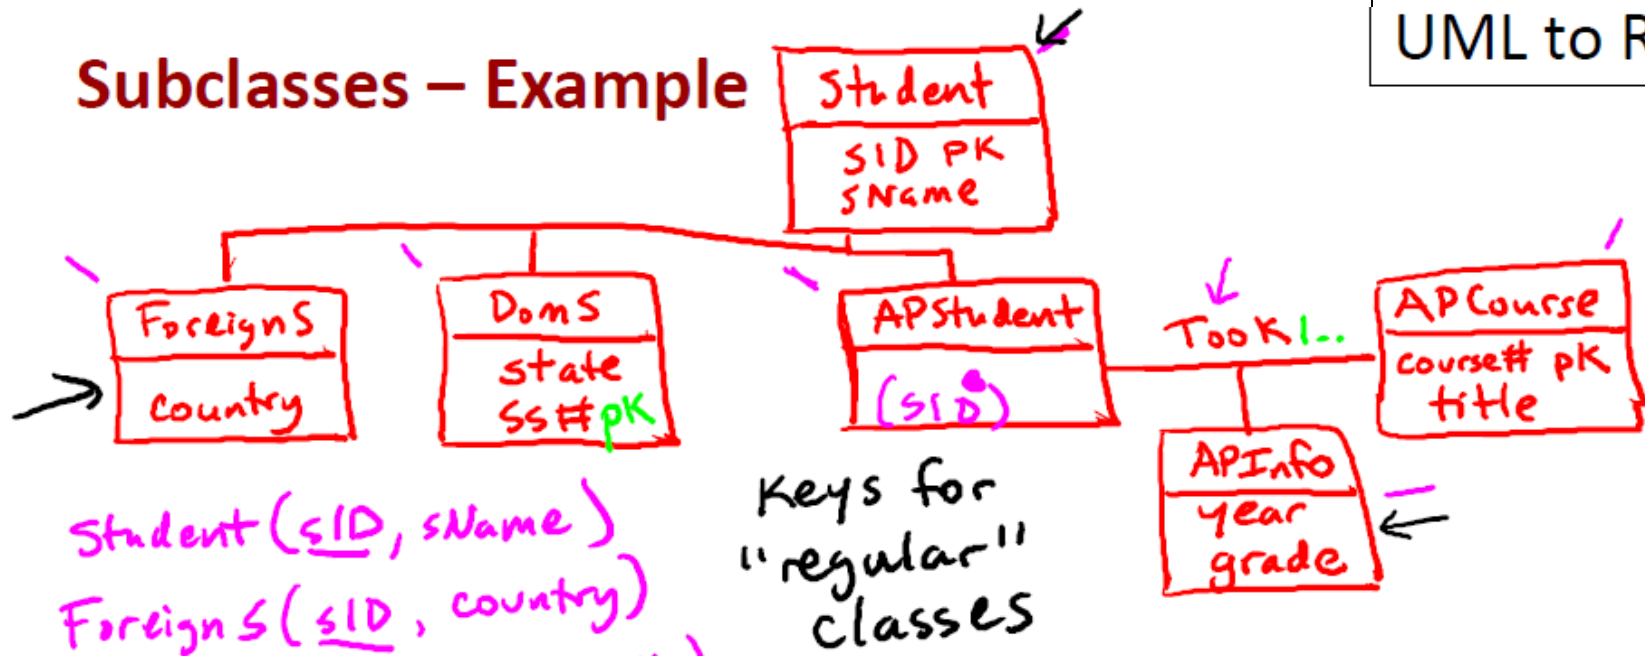 UML to R
Subclasses – Example
Student
SID PK
sName
ForeignS
country
DomS
state
SS# pK
APStudent
(SID)
Took 1..
APCourse
course# pK
title
APInfo
year
grade
Student(sID, sName)
ForeignS(sID, country)
Keys for
"regular"
classes